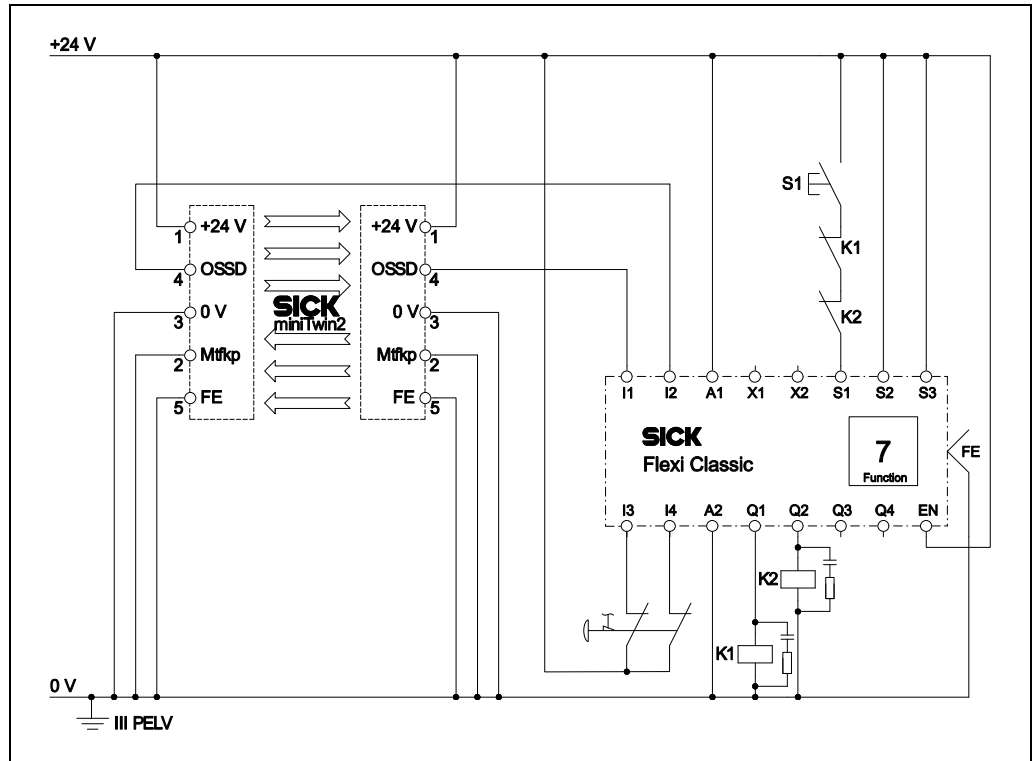 +24 V
S1
K1
K2
1 +24 V
4 OSSD
3 0 V
2 Mtfkp
5 FE
SICK
miniTwin2
+24 V 1
OSSD 4
0 V 3
Mtfkp 2
FE 5
I1 I2 A1 X1 X2 S1 S2 S3
SICK
Flexi Classic
7
Function
FE
I3 I4 A2 Q1 Q2 Q3 Q4 EN
K2
K1
0 V
III PELV